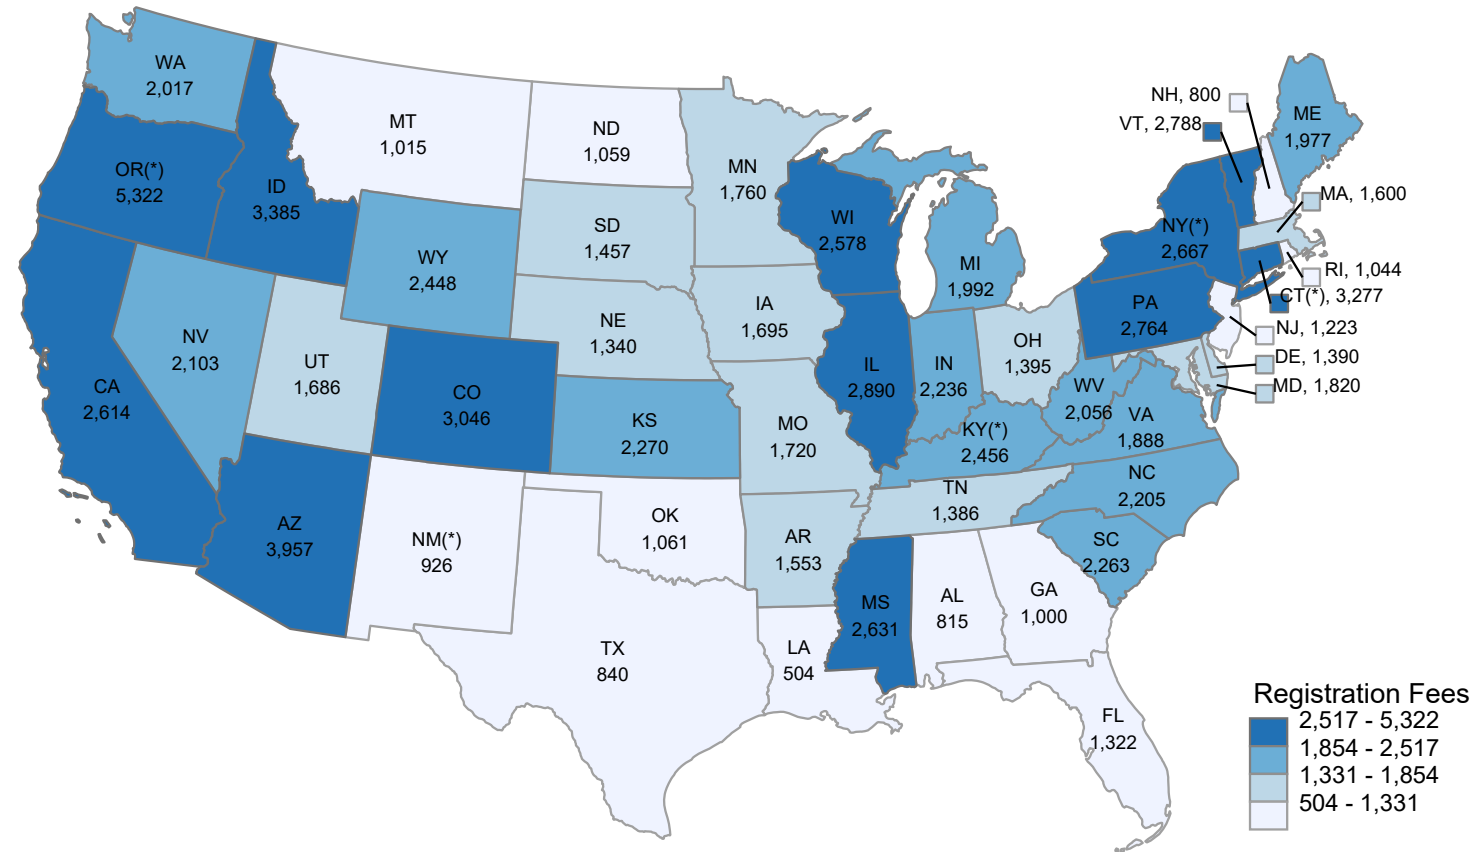 WA
2,017
OR(*)
5,322
ID
3,385
MT
1,015
ND
1,059
MN
1,760
SD
1,457
WY
2,448
WI
2,578
MI
1,992
NH, 800
VT, 2,788
ME
1,977
MA, 1,600
NY(*)
2,667
RI, 1,044
CT(*), 3,277
PA
2,764
NJ, 1,223
DE, 1,390
MD, 1,820
NV
2,103
UT
1,686
CA
2,614
CO
3,046
NE
1,340
IA
1,695
IL
2,890
IN
2,236
OH
1,395
WV
2,056
VA
1,888
KS
2,270
MO
1,720
KY(*)
2,456
NC
2,205
TN
1,386
SC
2,263
AZ
3,957
NM(*)
926
OK
1,061
AR
1,553
MS
2,631
AL
815
GA
1,000
TX
840
LA
504
FL
1,322
Registration Fees
2,517 - 5,322
1,854 - 2,517
1,331 - 1,854
504 - 1,331